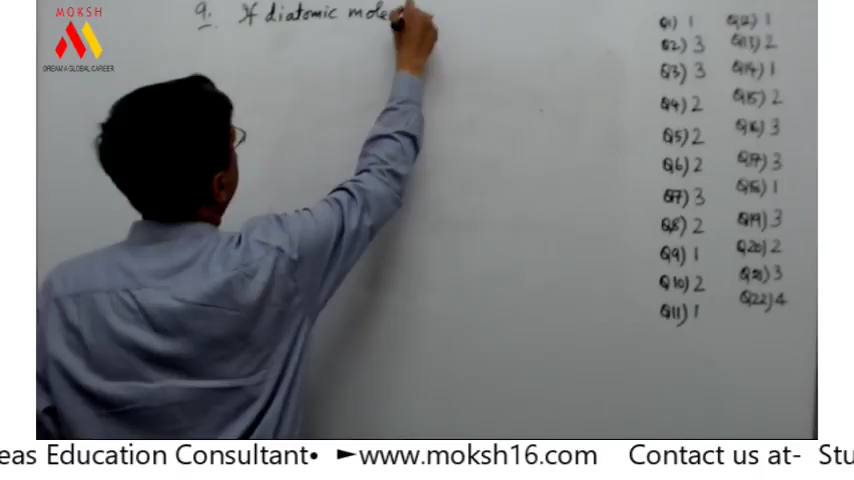 MOKSH
DREAM A GLOBAL CAREER
9. If diatomic mole
Q1) 1
Q2) 3
Q3) 3
Q4) 2
Q5) 2
Q6) 2
Q7) 3
Q8) 2
Q9) 1
Q10) 2
Q11) 1
Q12) 1
Q13) 2
Q14) 1
Q15) 2
Q16) 3
Q17) 3
Q18) 1
Q19) 3
Q20) 2
Q21) 3
Q22) 4
eas Education Consultant• ►www.moksh16.com Contact us at- Stu